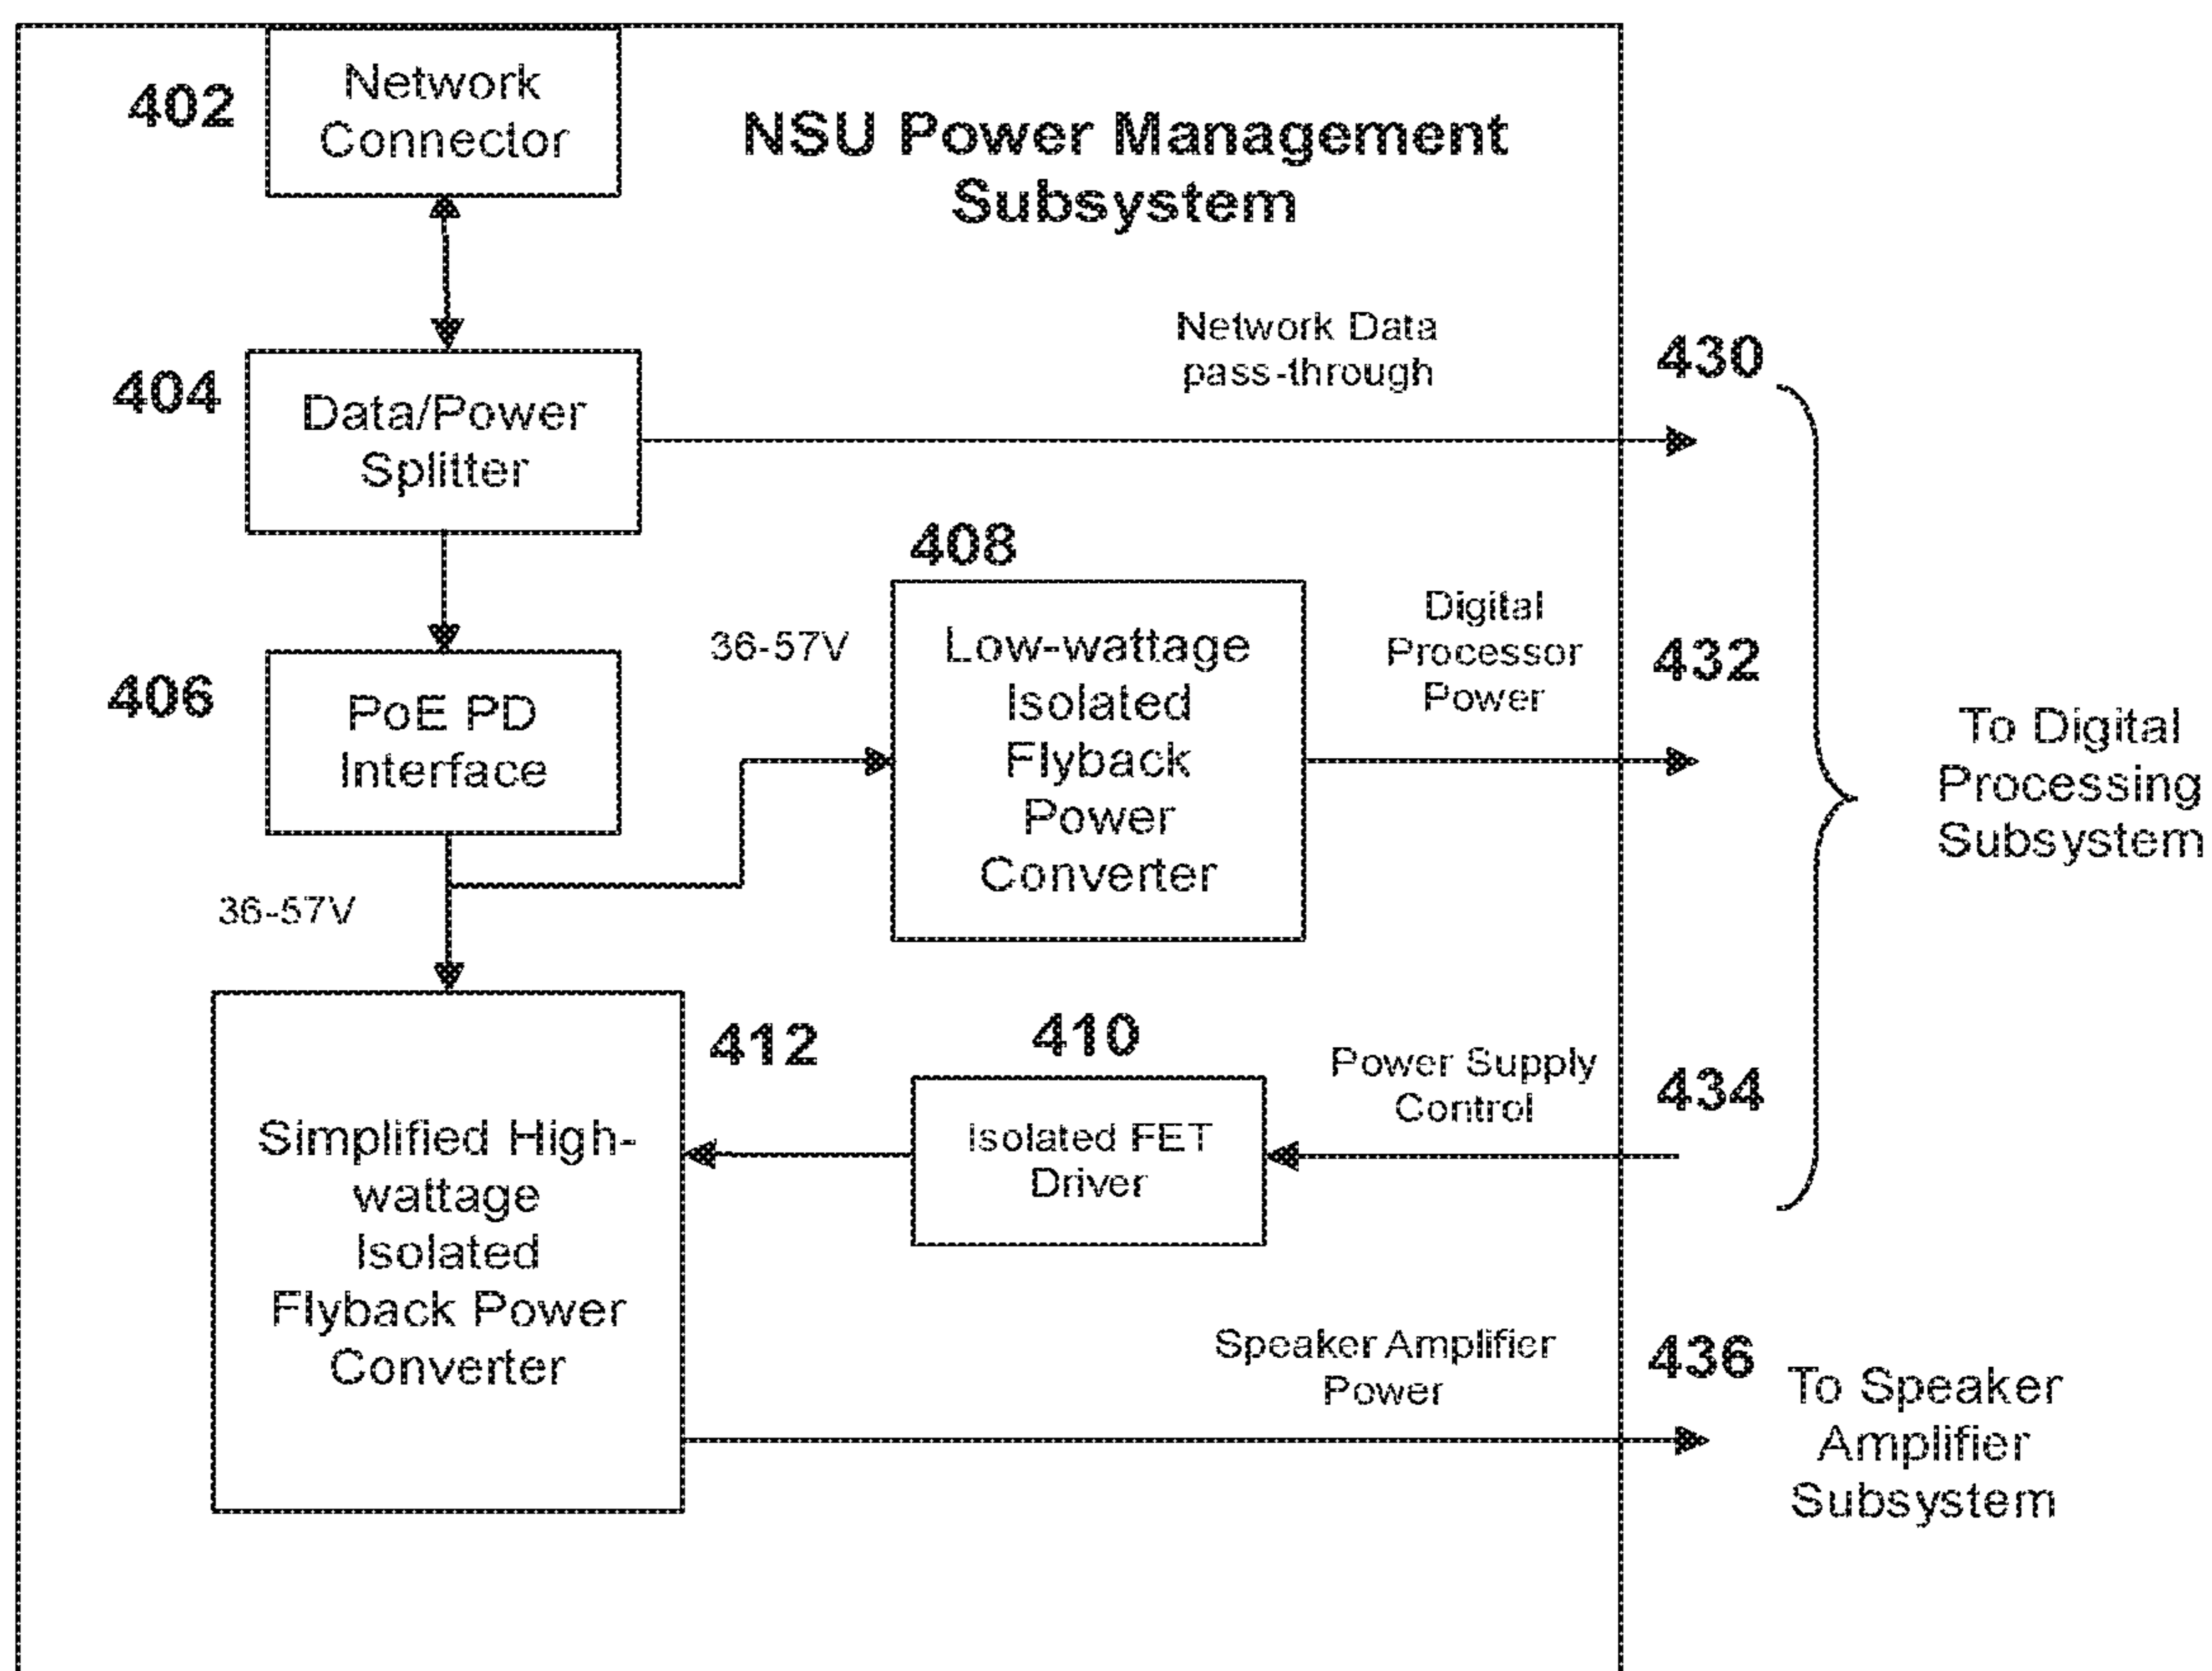 402
Network
Connector
NSU Power Management
Subsystem
404
Data/Power
Splitter
Network Data
pass-through
430
406
PoE PD
Interface
36-57V
408
Low-wattage
Isolated
Flyback
Power
Converter
Digital
Processor
Power
432
To Digital
Processing
Subsystem
36-57V
412
Simplified High-
wattage
Isolated
Flyback Power
Converter
410
Isolated FET
Driver
Power Supply
Control
434
Speaker Amplifier
Power
436
To Speaker
Amplifier
Subsystem